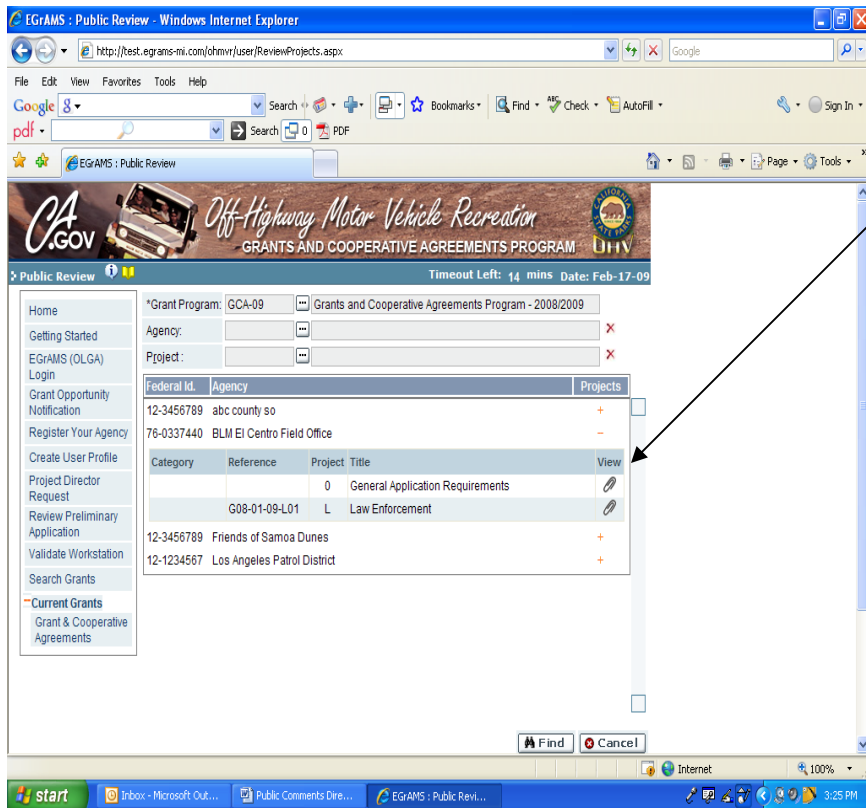 EGrAMS : Public Review - Windows Internet Explorer
http://test.egrams-mi.com/ohmvr/user/ReviewProjects.aspx
Google
File Edit View Favorites Tools Help
Google Search Bookmarks Find Check AutoFill Sign In
pdf Search 0 PDF
EGrAMS : Public Review Page Tools
CA.GOV Off-Highway Motor Vehicle Recreation
GRANTS AND COOPERATIVE AGREEMENTS PROGRAM
CALIFORNIA STATE PARKS OHV
Public Review Timeout Left: 14 mins Date: Feb-17-09
Home
Getting Started
EGrAMS (OLGA)
Login
Grant Opportunity
Notification
Register Your Agency
Create User Profile
Project Director
Request
Review Preliminary
Application
Validate Workstation
Search Grants
Current Grants
Grant & Cooperative
Agreements
*Grant Program: GCA-09 ... Grants and Cooperative Agreements Program - 2008/2009
Agency: ...
Project : ...
Federal Id. Agency Projects
12-3456789 abc county so +
76-0337440 BLM El Centro Field Office −
Category Reference Project Title View
0 General Application Requirements
G08-01-09-L01 L Law Enforcement
12-3456789 Friends of Samoa Dunes +
12-1234567 Los Angeles Patrol District +
Find Cancel
Internet 100%
start Inbox - Microsoft Out... Public Comments Dire... EGrAMS : Public Revi... 3:25 PM